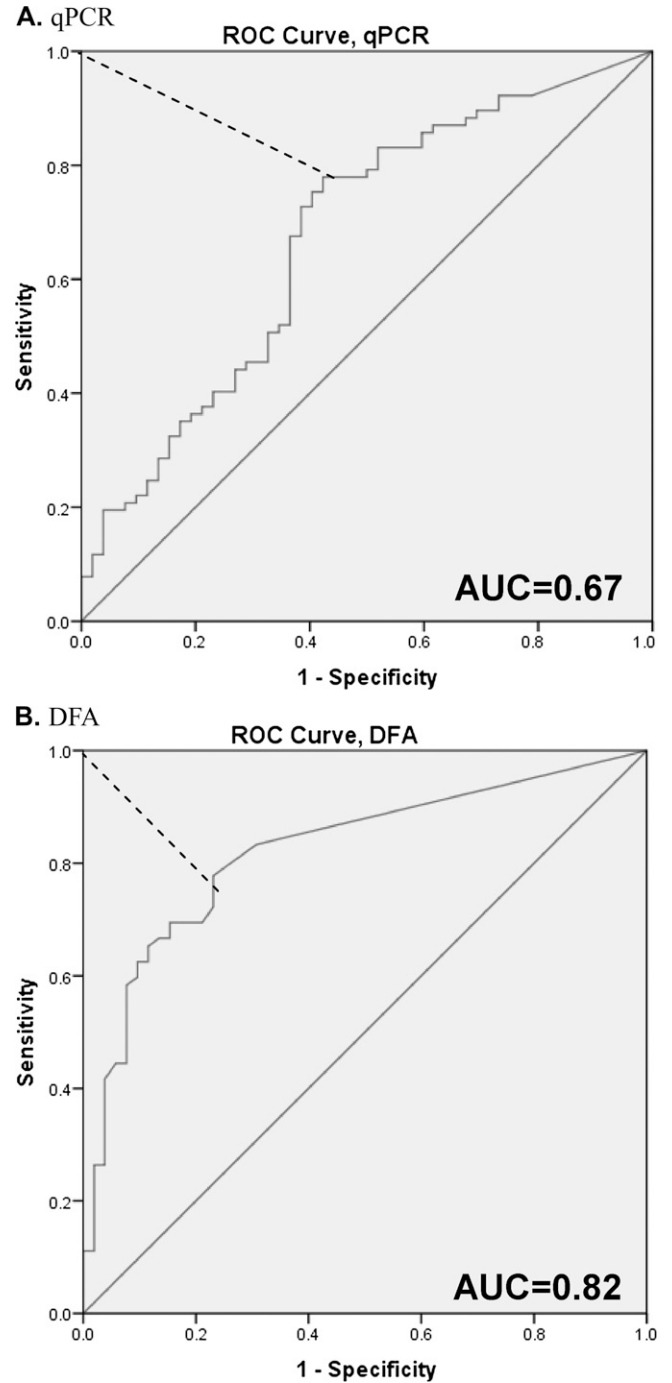 A. qPCR
ROC Curve, qPCR
1.0
0.8
0.6
0.4
0.2
0.0
Sensitivity
AUC=0.67
0.0 0.2 0.4 0.6 0.8 1.0
1 - Specificity
B. DFA
ROC Curve, DFA
1.0
0.8
0.6
0.4
0.2
0.0
Sensitivity
AUC=0.82
0.0 0.2 0.4 0.6 0.8 1.0
1 - Specificity